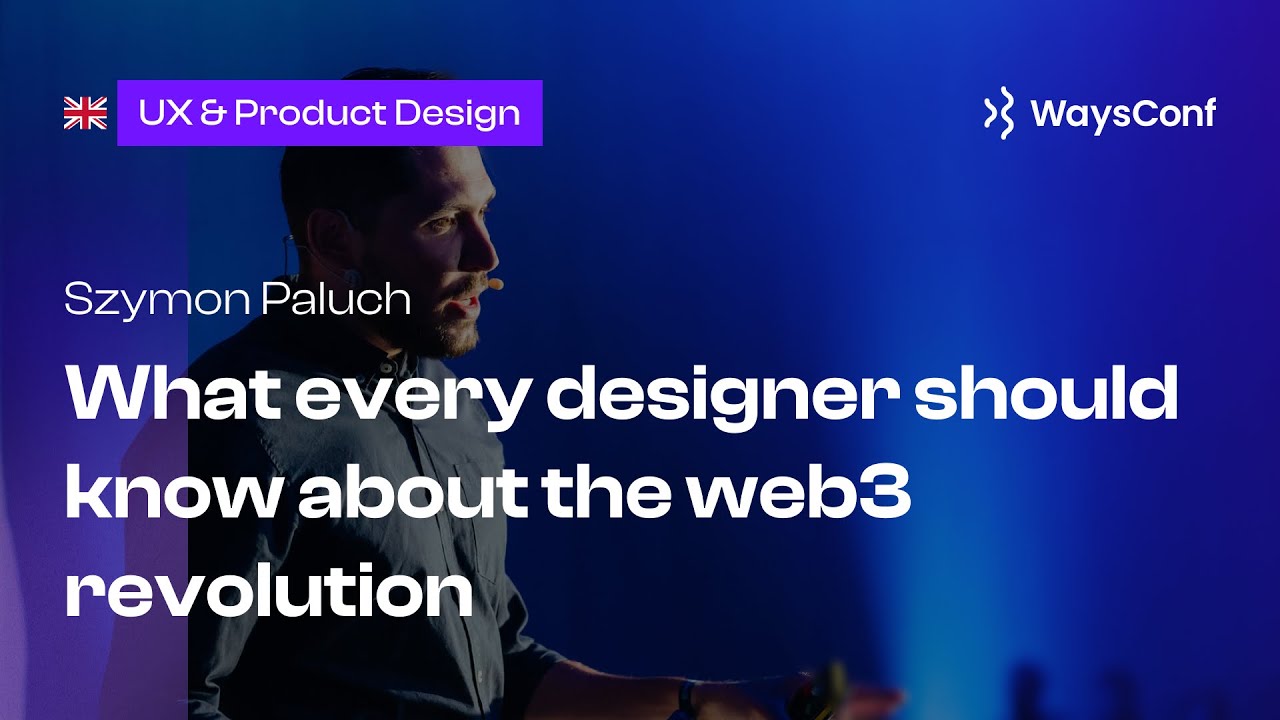 UX & Product Design
WaysConf
Szymon Paluch
What every designer should
know about the web3
revolution